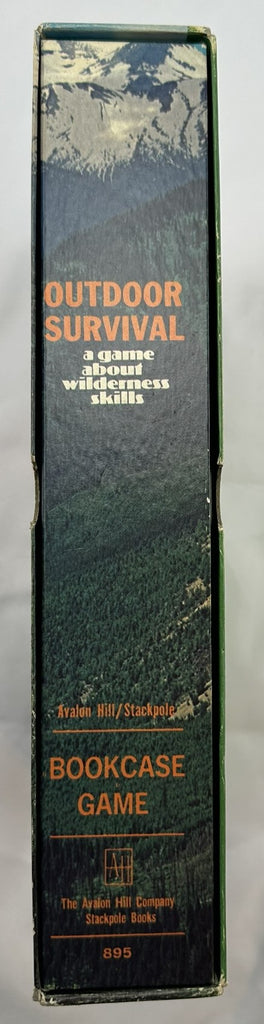 OUTDOOR
SURVIVAL
a game
about
wilderness
skills
Avalon Hill/Stackpole
BOOKCASE
GAME
AH
The Avalon Hill Company
Stackpole Books
895